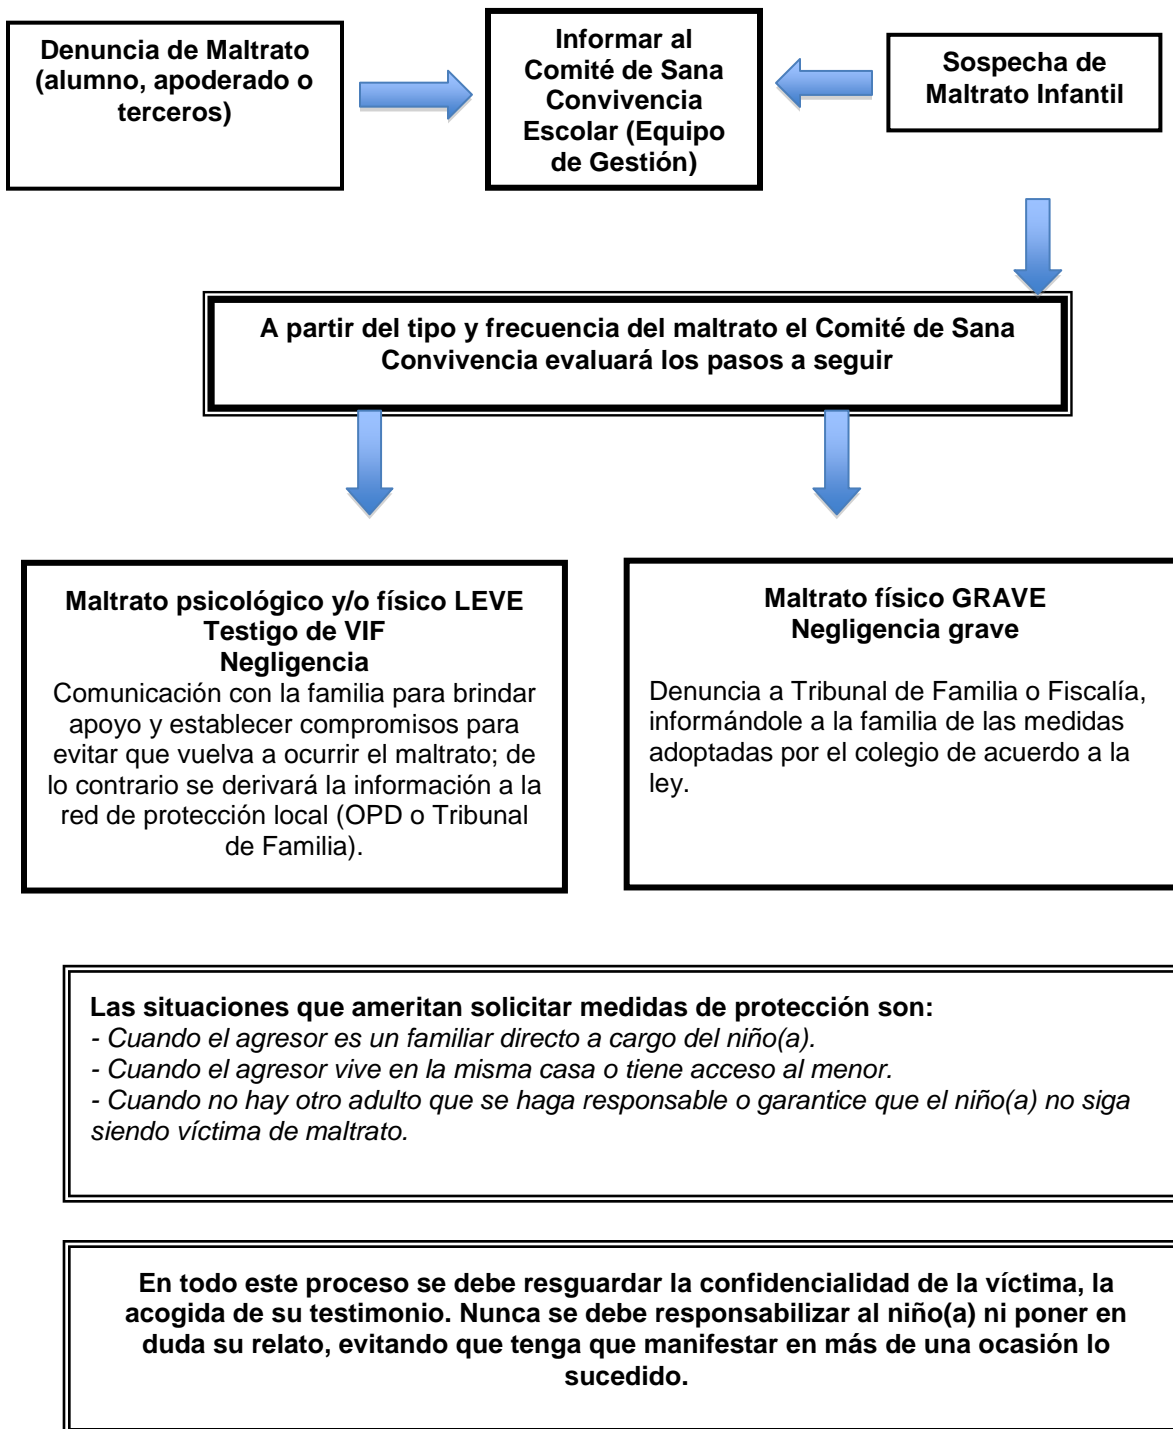 Denuncia de Maltrato
(alumno, apoderado o
terceros)
Informar al
Comité de Sana
Convivencia
Escolar (Equipo
de Gestión)
Sospecha de
Maltrato Infantil
A partir del tipo y frecuencia del maltrato el Comité de Sana
Convivencia evaluará los pasos a seguir
Maltrato psicológico y/o físico LEVE
Testigo de VIF
Negligencia
Comunicación con la familia para brindar
apoyo y establecer compromisos para
evitar que vuelva a ocurrir el maltrato; de
lo contrario se derivará la información a la
red de protección local (OPD o Tribunal
de Familia).
Maltrato físico GRAVE
Negligencia grave
Denuncia a Tribunal de Familia o Fiscalía,
informándole a la familia de las medidas
adoptadas por el colegio de acuerdo a la
ley.
Las situaciones que ameritan solicitar medidas de protección son:
- Cuando el agresor es un familiar directo a cargo del niño(a).
- Cuando el agresor vive en la misma casa o tiene acceso al menor.
- Cuando no hay otro adulto que se haga responsable o garantice que el niño(a) no siga
siendo víctima de maltrato.
En todo este proceso se debe resguardar la confidencialidad de la víctima, la
acogida de su testimonio. Nunca se debe responsabilizar al niño(a) ni poner en
duda su relato, evitando que tenga que manifestar en más de una ocasión lo
sucedido.